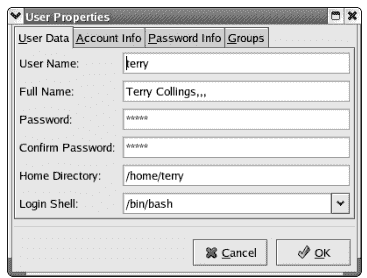 User Properties
User Data Account Info Password Info Groups
User Name: terry
Full Name: Terry Collings,,,
Password: *****
Confirm Password: *****
Home Directory: /home/terry
Login Shell: /bin/bash
Cancel OK